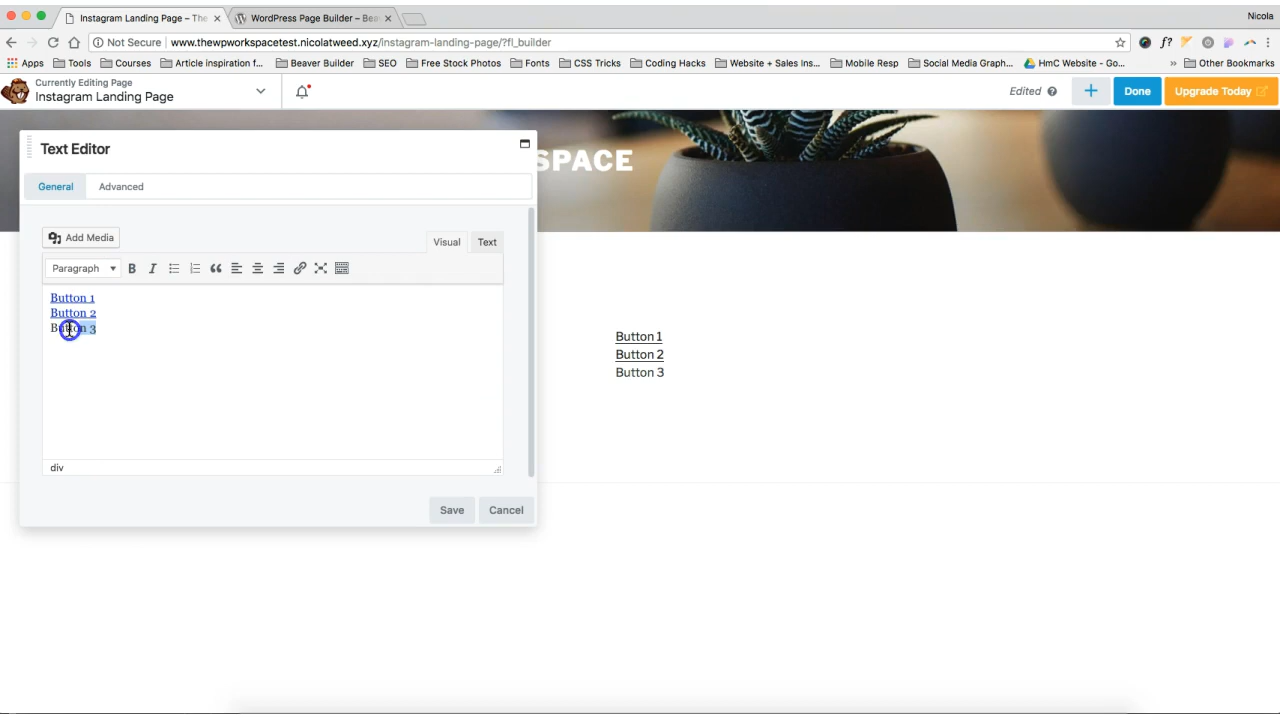 Instagram Landing Page – The
WordPress Page Builder – Bea
Nicola
Not Secure
www.thewpworkspacetest.nicolatweed.xyz/instagram-landing-page/?fl_builder
f?
Apps
Tools
Courses
Article inspiration f...
Beaver Builder
SEO
Free Stock Photos
Fonts
CSS Tricks
Coding Hacks
Website + Sales Ins...
Mobile Resp
Social Media Graph...
HmC Website - Go...
»
Other Bookmarks
Currently Editing Page
Instagram Landing Page
Edited
Done
Upgrade Today
SPACE
Text Editor
General
Advanced
Add Media
Visual
Text
Paragraph
B
I
Button 1
Button 2
Button 3
div
Save
Cancel
Button 1
Button 2
Button 3